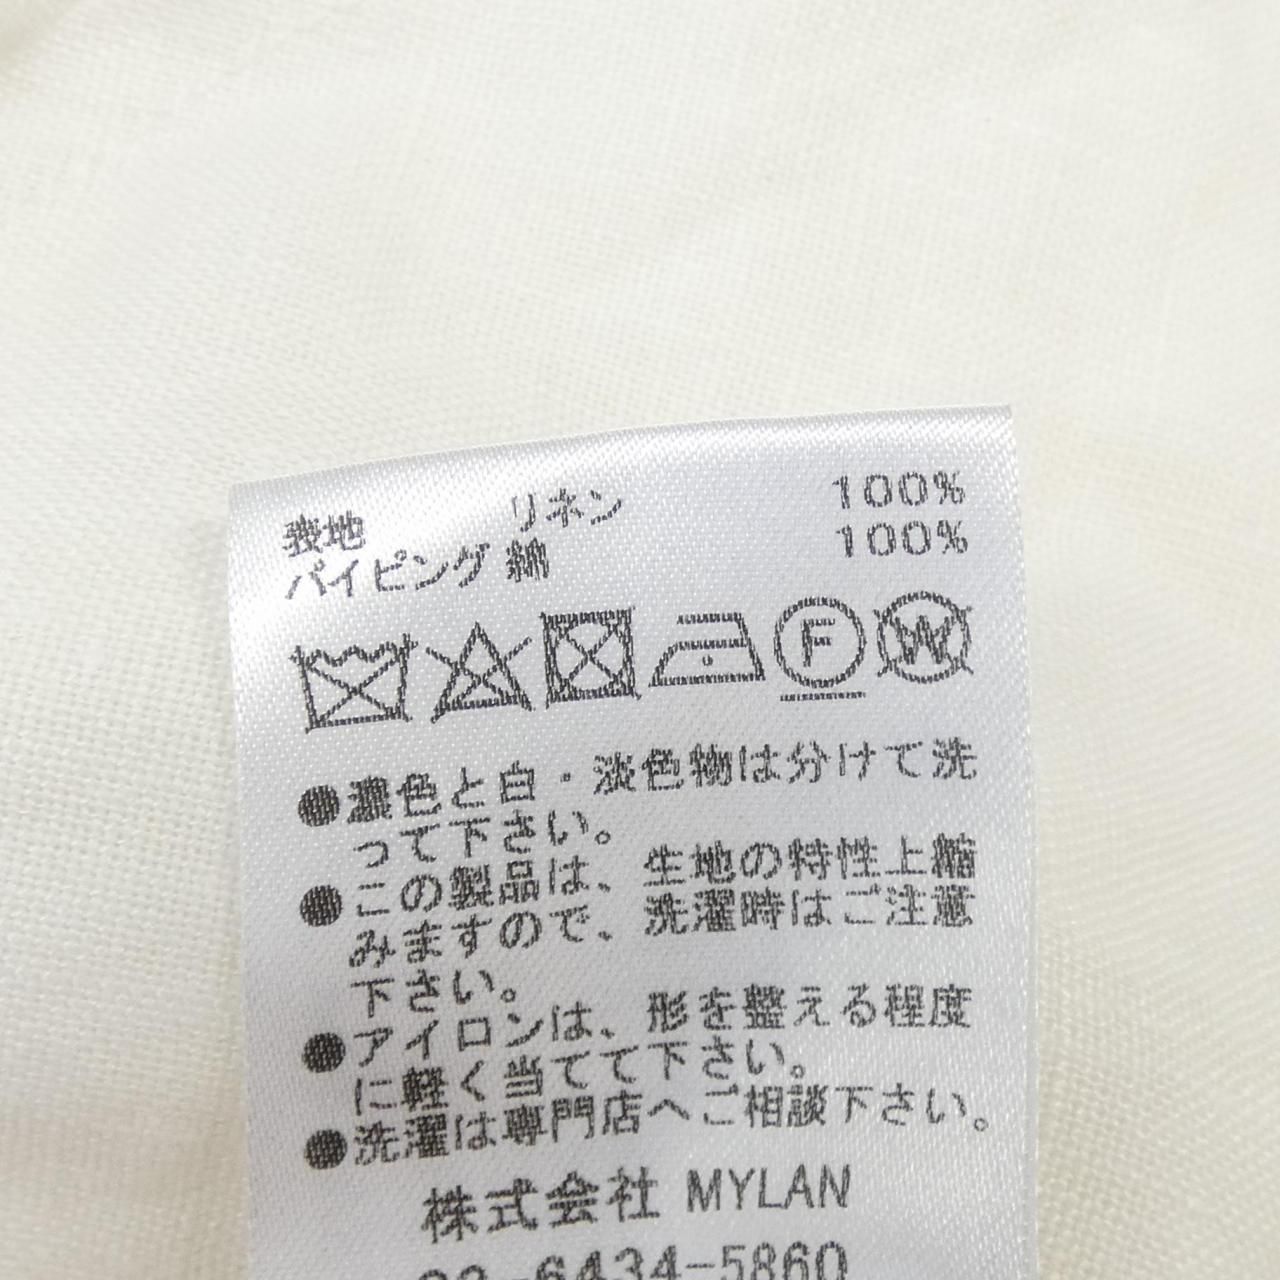 表地 リネン 100%
パイピング 綿 100%
F W
●濃色と白・淡色物は分けて洗
って下さい。
●この製品は、生地の特性上縮
みますので、洗濯時はご注意
下さい。
●アイロンは、形を整える程度
に軽く当てて下さい。
●洗濯は専門店へご相談下さい。
株式会社 MYLAN
03-6434-5860